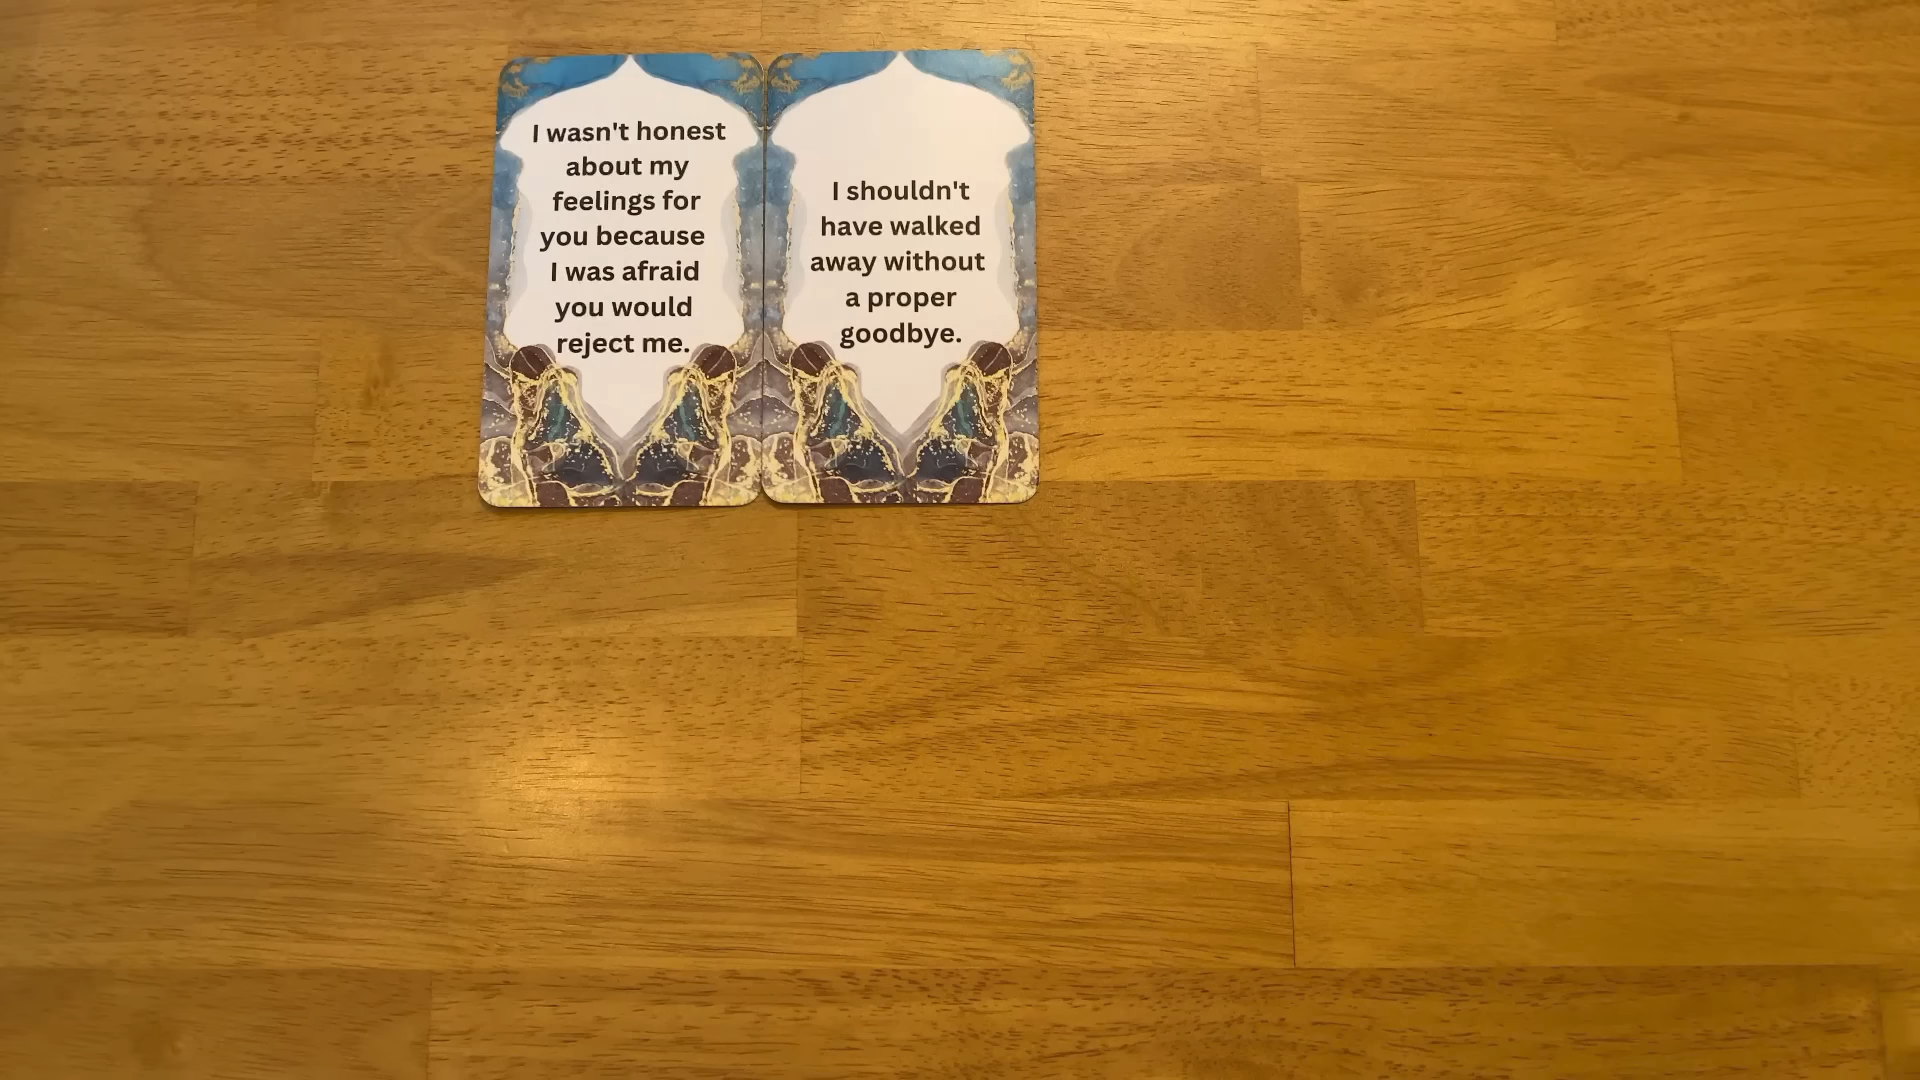 I wasn't honest
about my
feelings for
you because
I was afraid
you would
reject me.
I shouldn't
have walked
away without
a proper
goodbye.